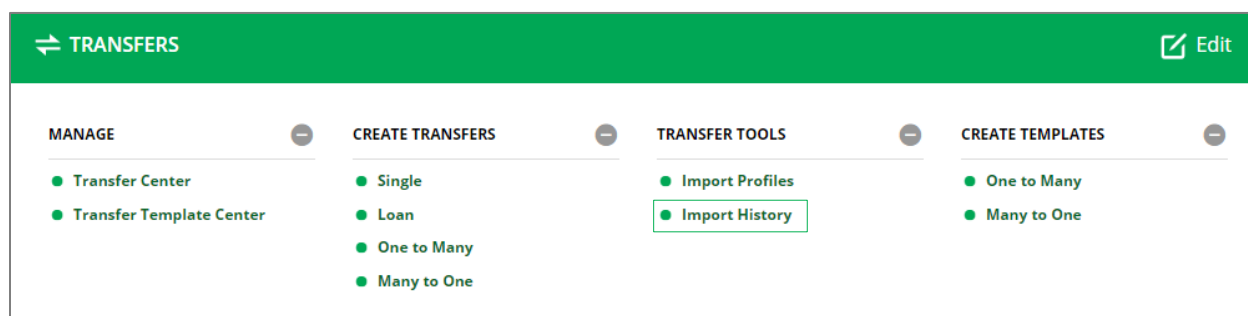 TRANSFERS
Edit
MANAGE
Transfer Center
Transfer Template Center
CREATE TRANSFERS
Single
Loan
One to Many
Many to One
TRANSFER TOOLS
Import Profiles
Import History
CREATE TEMPLATES
One to Many
Many to One